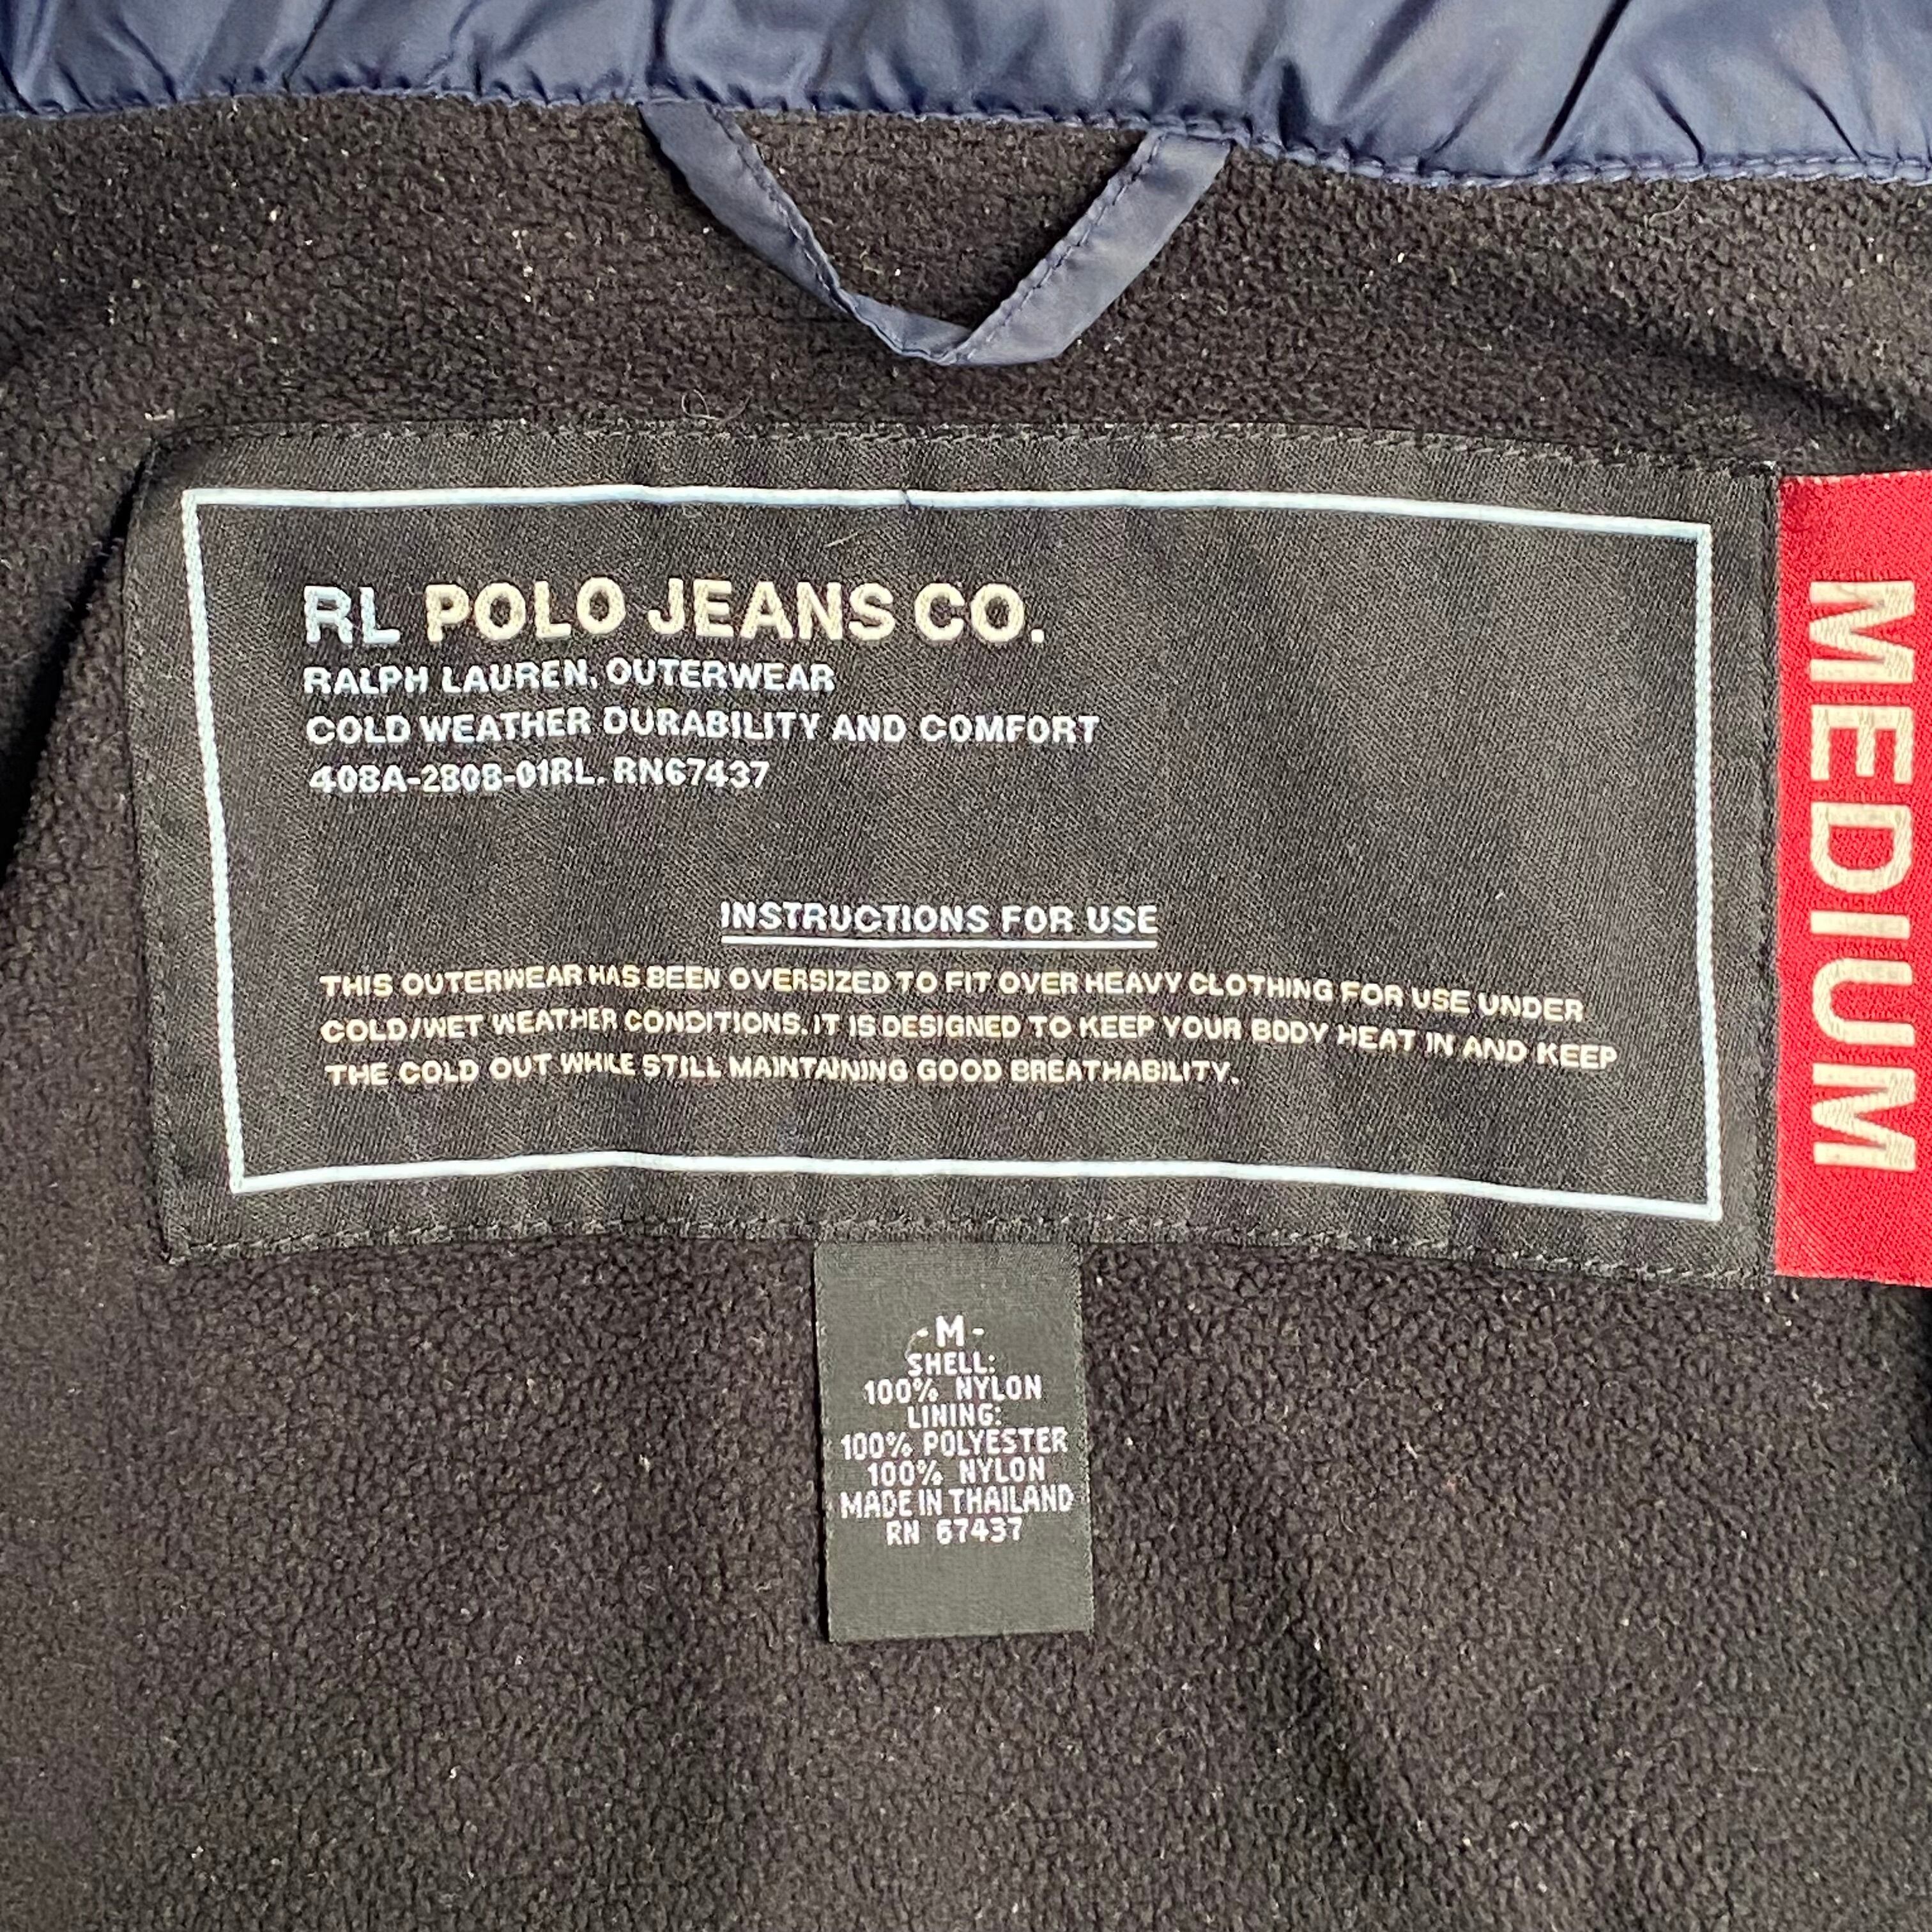 RL POLO JEANS CO.
RALPH LAUREN, OUTERWEAR
COLD WEATHER DURABILITY AND COMFORT
408A-280B-01RL. RN67437
INSTRUCTIONS FOR USE
THIS OUTERWEAR HAS BEEN OVERSIZED TO FIT OVER HEAVY CLOTHING FOR USE UNDER
COLD/WET WEATHER CONDITIONS. IT IS DESIGNED TO KEEP YOUR BODY HEAT IN AND KEEP
THE COLD OUT WHILE STILL MAINTAINING GOOD BREATHABILITY.
MEDIUM
-M-
SHELL:
100% NYLON
LINING:
100% POLYESTER
100% NYLON
MADE IN THAILAND
RN 67437